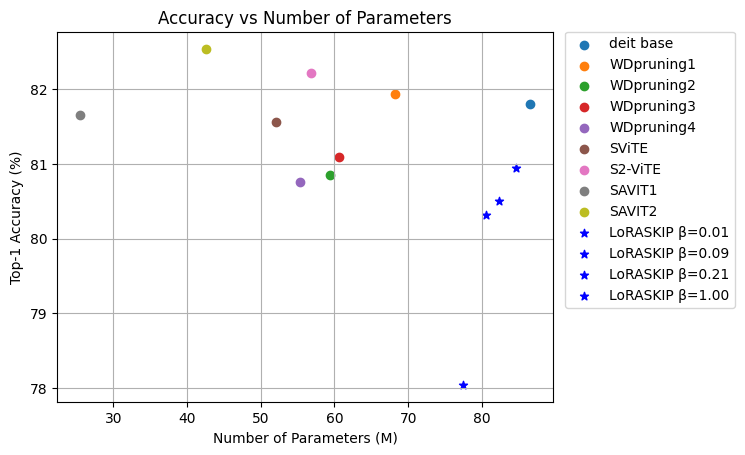 Accuracy vs Number of Parameters
Top-1 Accuracy (%)
82
81
80
79
78
30 40 50 60 70 80
Number of Parameters (M)
deit base
WDpruning1
WDpruning2
WDpruning3
WDpruning4
SViTE
S2-ViTE
SAVIT1
SAVIT2
LoRASKIP β=0.01
LoRASKIP β=0.09
LoRASKIP β=0.21
LoRASKIP β=1.00